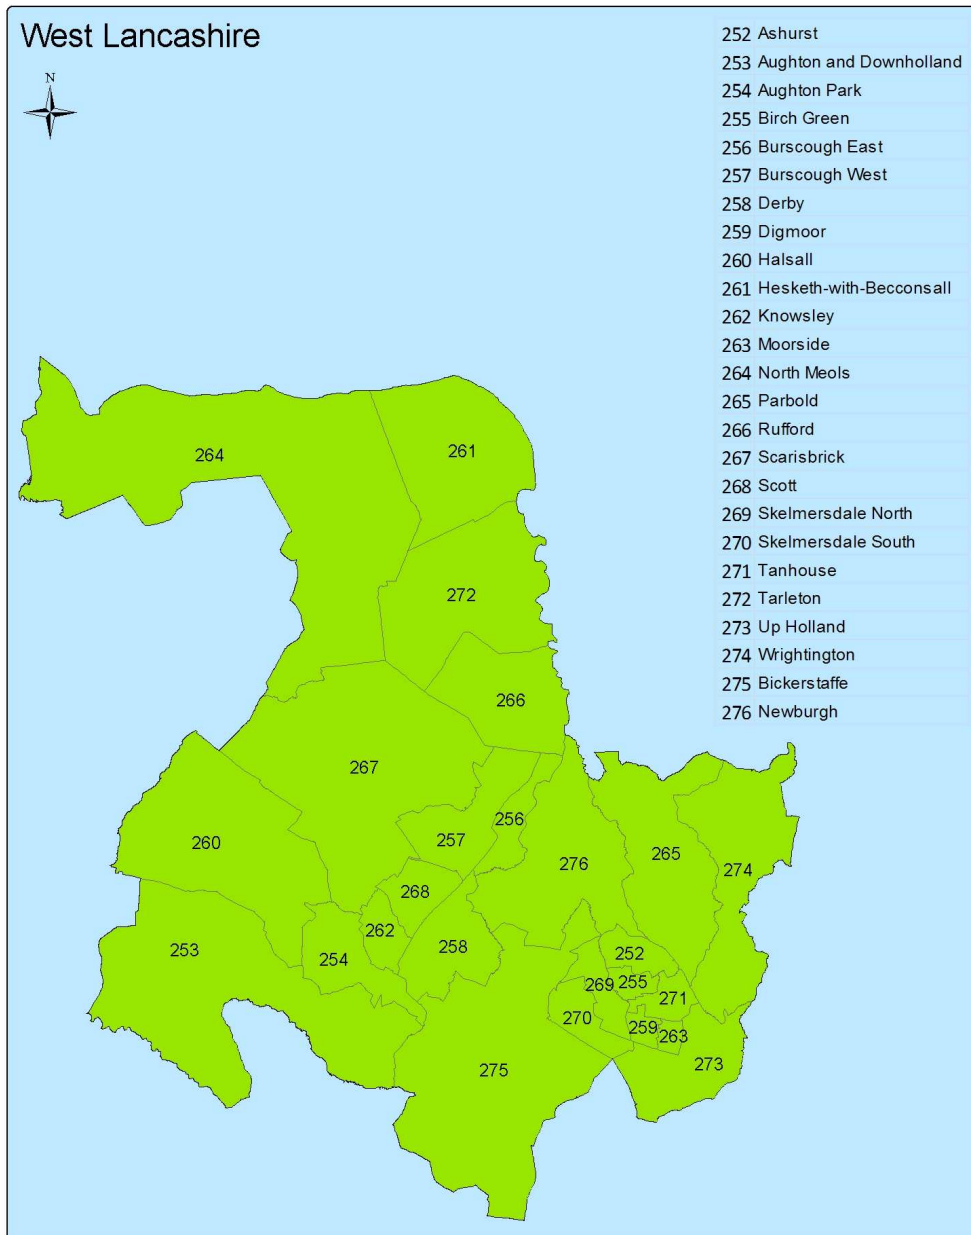 West Lancashire
N
252 Ashurst
253 Aughton and Downholland
254 Aughton Park
255 Birch Green
256 Burscough East
257 Burscough West
258 Derby
259 Digmoor
260 Halsall
261 Hesketh-with-Becconsall
262 Knowsley
263 Moorside
264 North Meols
265 Parbold
266 Rufford
267 Scarisbrick
268 Scott
269 Skelmersdale North
270 Skelmersdale South
271 Tanhouse
272 Tarleton
273 Up Holland
274 Wrightington
275 Bickerstaffe
276 Newburgh
261
264
272
266
267
256
257
260
265
276
274
268
262
258
253
254
252
269
255
271
270
259
263
275
273